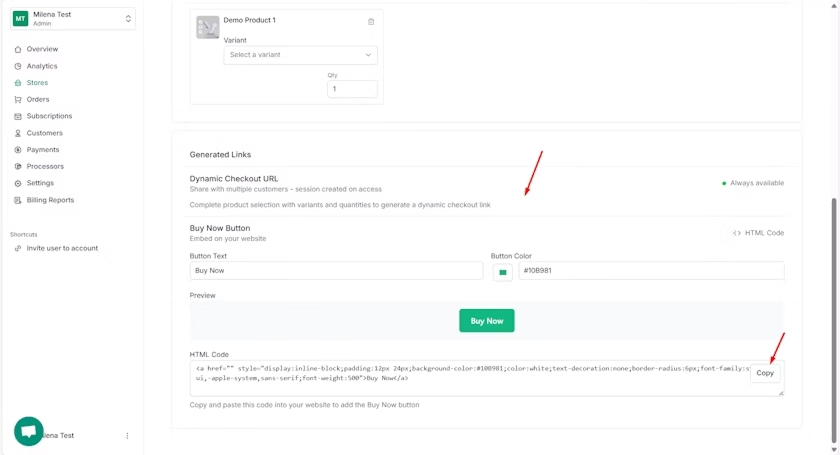 MT
Milena Test
Admin
Overview
Analytics
Stores
Orders
Subscriptions
Customers
Payments
Processors
Settings
Billing Reports
Shortcuts
Invite user to account
lena Test
Demo Product 1
Variant
Select a variant
Qty
1
Generated Links
Dynamic Checkout URL
Share with multiple customers - session created on access
Always available
Complete product selection with variants and quantities to generate a dynamic checkout link
Buy Now Button
Embed on your website
<> HTML Code
Button Text
Button Color
Buy Now
#10B981
Preview
Buy Now
HTML Code
<a href="" style="display:inline-block;padding:12px 24px;background-color:#10B981;color:white;text-decoration:none;border-radius:6px;font-family:s
ui,-apple-system,sans-serif;font-weight:500">Buy Now</a>
Copy
Copy and paste this code into your website to add the Buy Now button